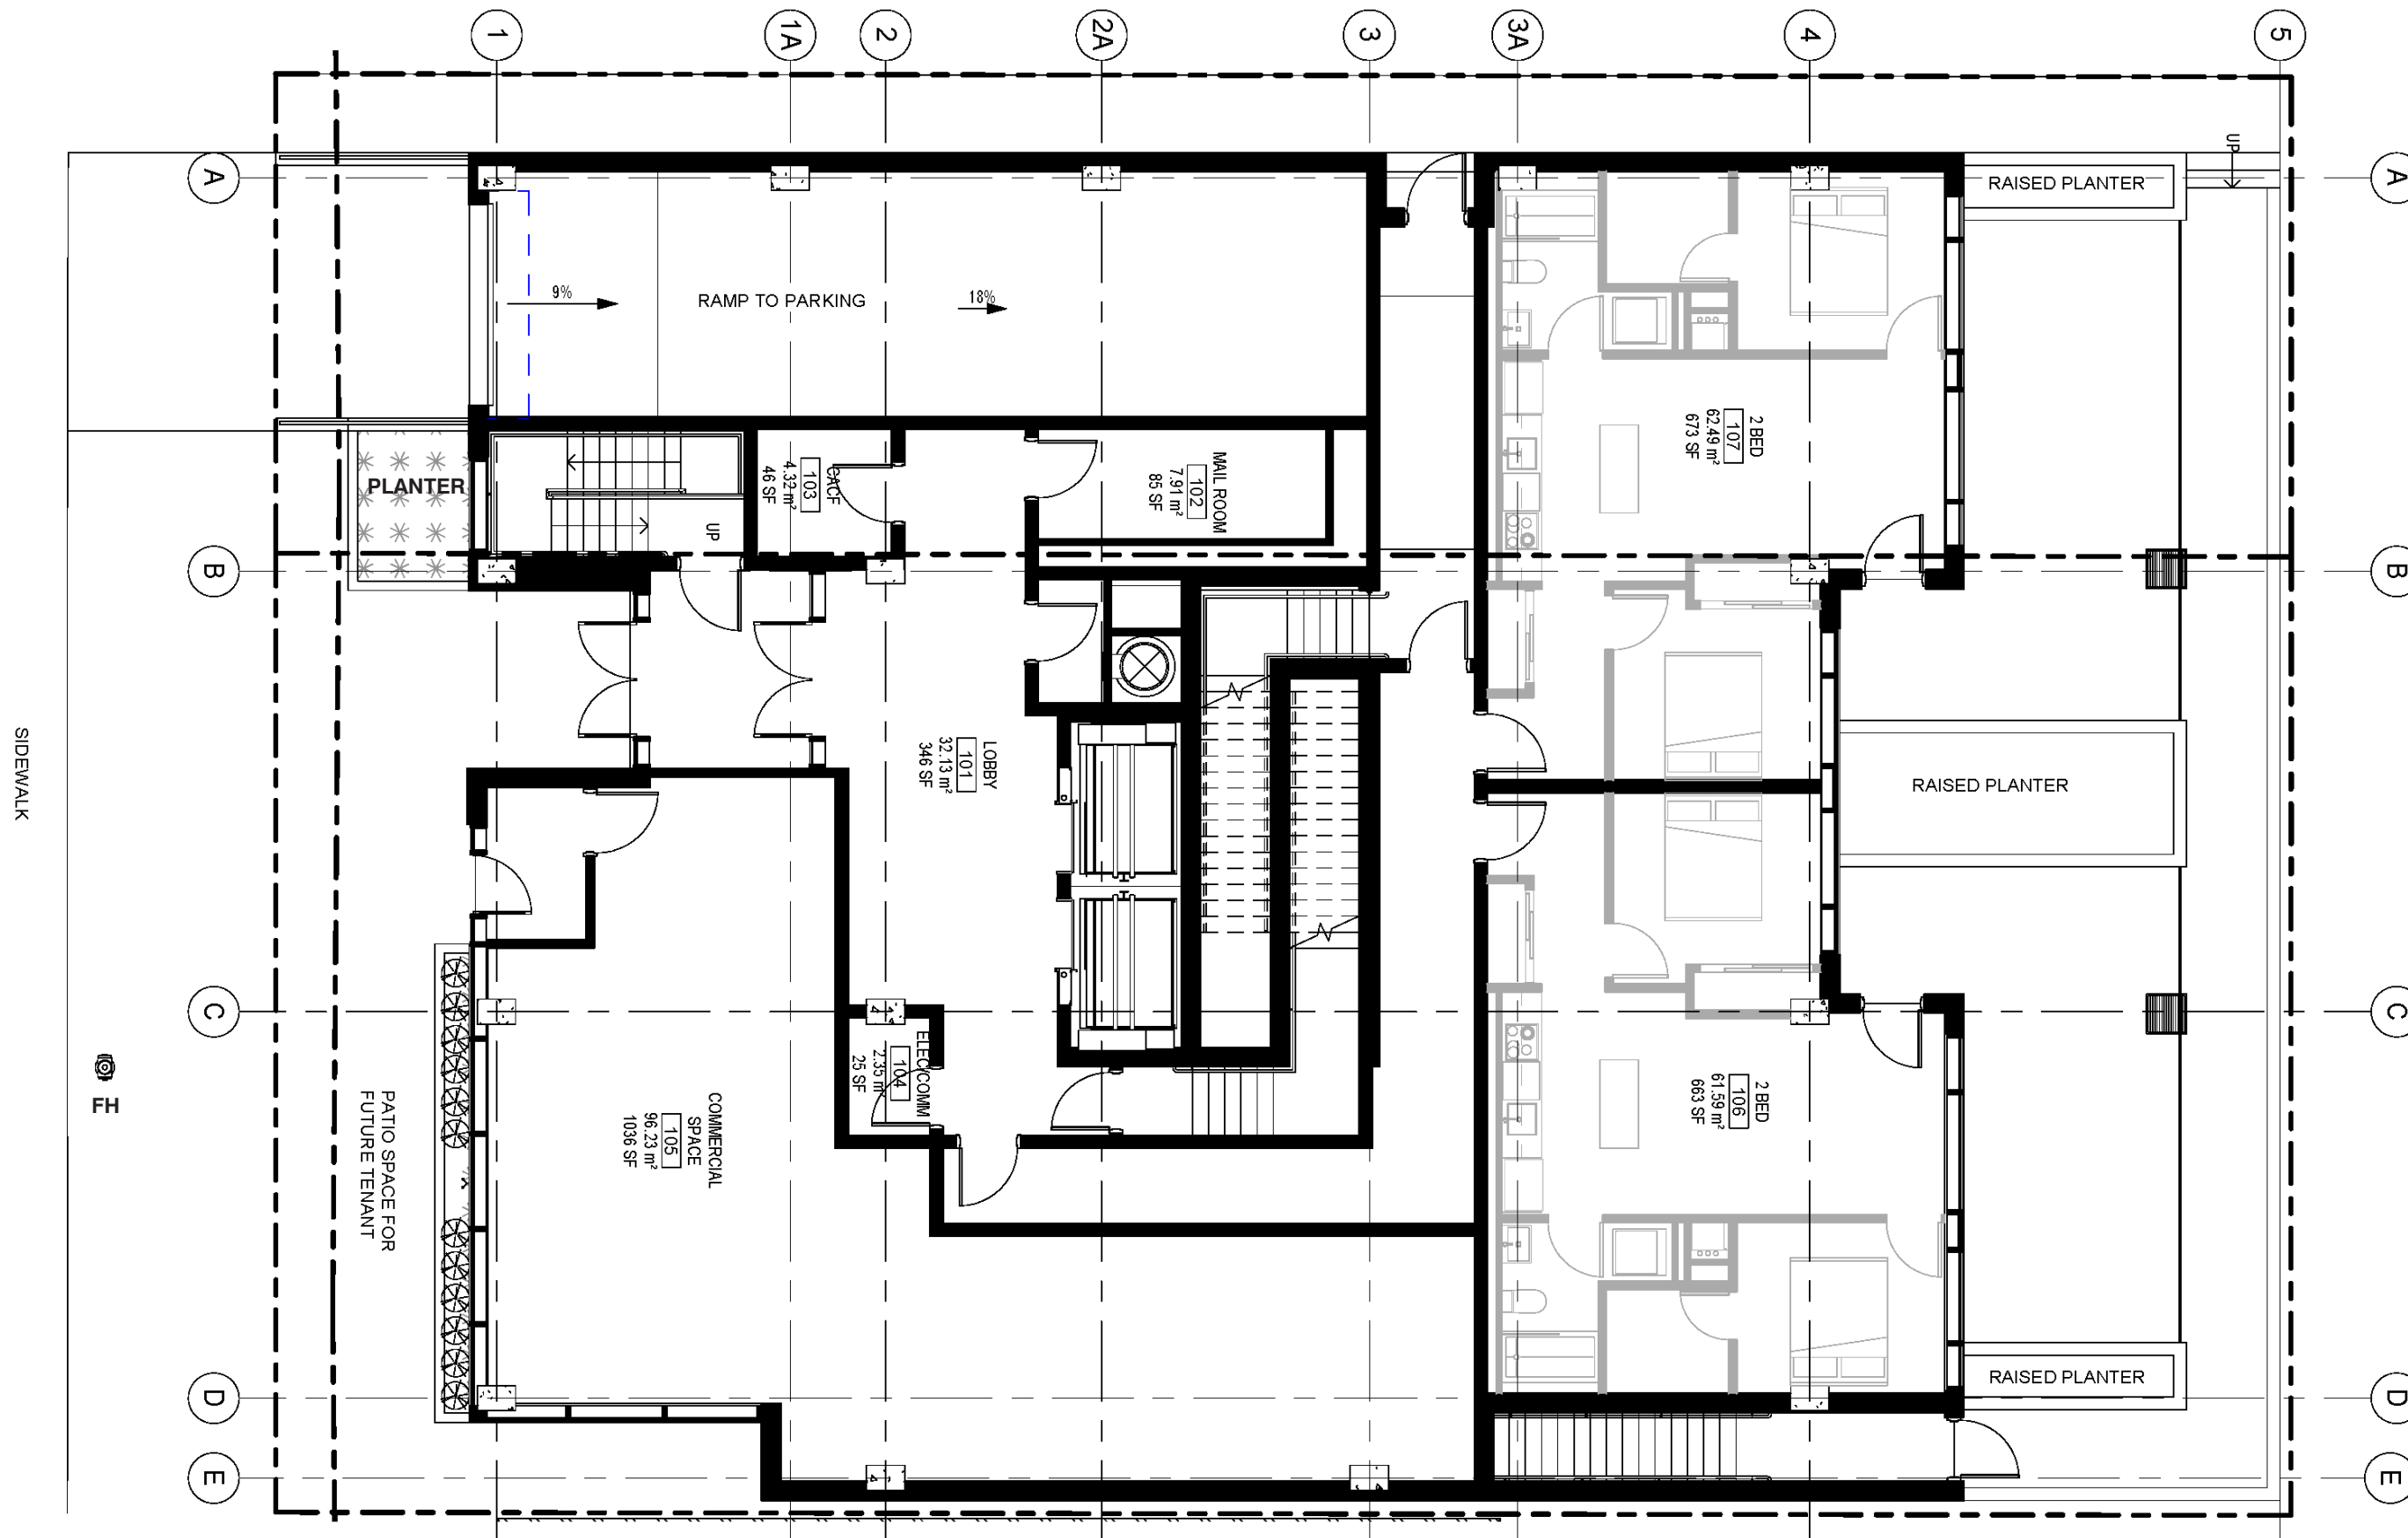 1
1A
2
2A
3
3A
4
5
A
A
UP
RAISED PLANTER
9%
RAMP TO PARKING
18%
2 BED
107
62.49 m²
673 SF
MAIL ROOM
102
7.91 m²
85 SF
CACF
103
4.32 m²
46 SF
PLANTER
UP
B
B
LOBBY
101
32.13 m²
346 SF
SIDEWALK
RAISED PLANTER
C
C
ELEC/COMM
104
2.35 m²
25 SF
FH
PATIO SPACE FOR
FUTURE TENANT
COMMERCIAL
SPACE
105
96.23 m²
1036 SF
2 BED
106
61.59 m²
663 SF
RAISED PLANTER
D
D
E
E